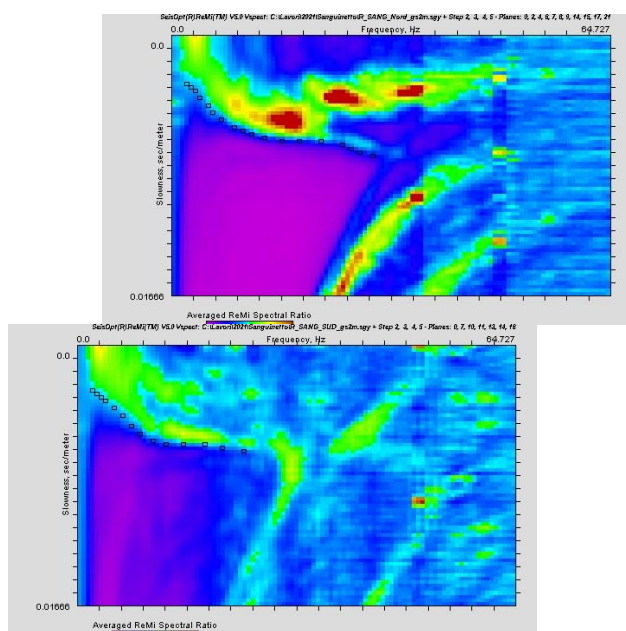 SeisOpt(R)ReMi(TM) V5.0 Vspect: C:\Lavori\2021\Sanguinetto\R_SANG_Nord_gs2m.sgy + Step 2, 3, 4, 5 - Planes: 0, 2, 4, 6, 7, 8, 9, 14, 15, 17, 21
0.0 Frequency, Hz 64.727
0.0
Slowness, sec/meter
0.01666
Averaged ReMi Spectral Ratio
SeisOpt(R)ReMi(TM) V5.0 Vspect: C:\Lavori\2021\Sanguinetto\R_SANG_SUD_gs2m.sgy + Step 2, 3, 4, 5 - Planes: 0, 7, 10, 11, 13, 14, 16
0.0 Frequency, Hz 64.727
0.0
Slowness, sec/meter
0.01666
Averaged ReMi Spectral Ratio